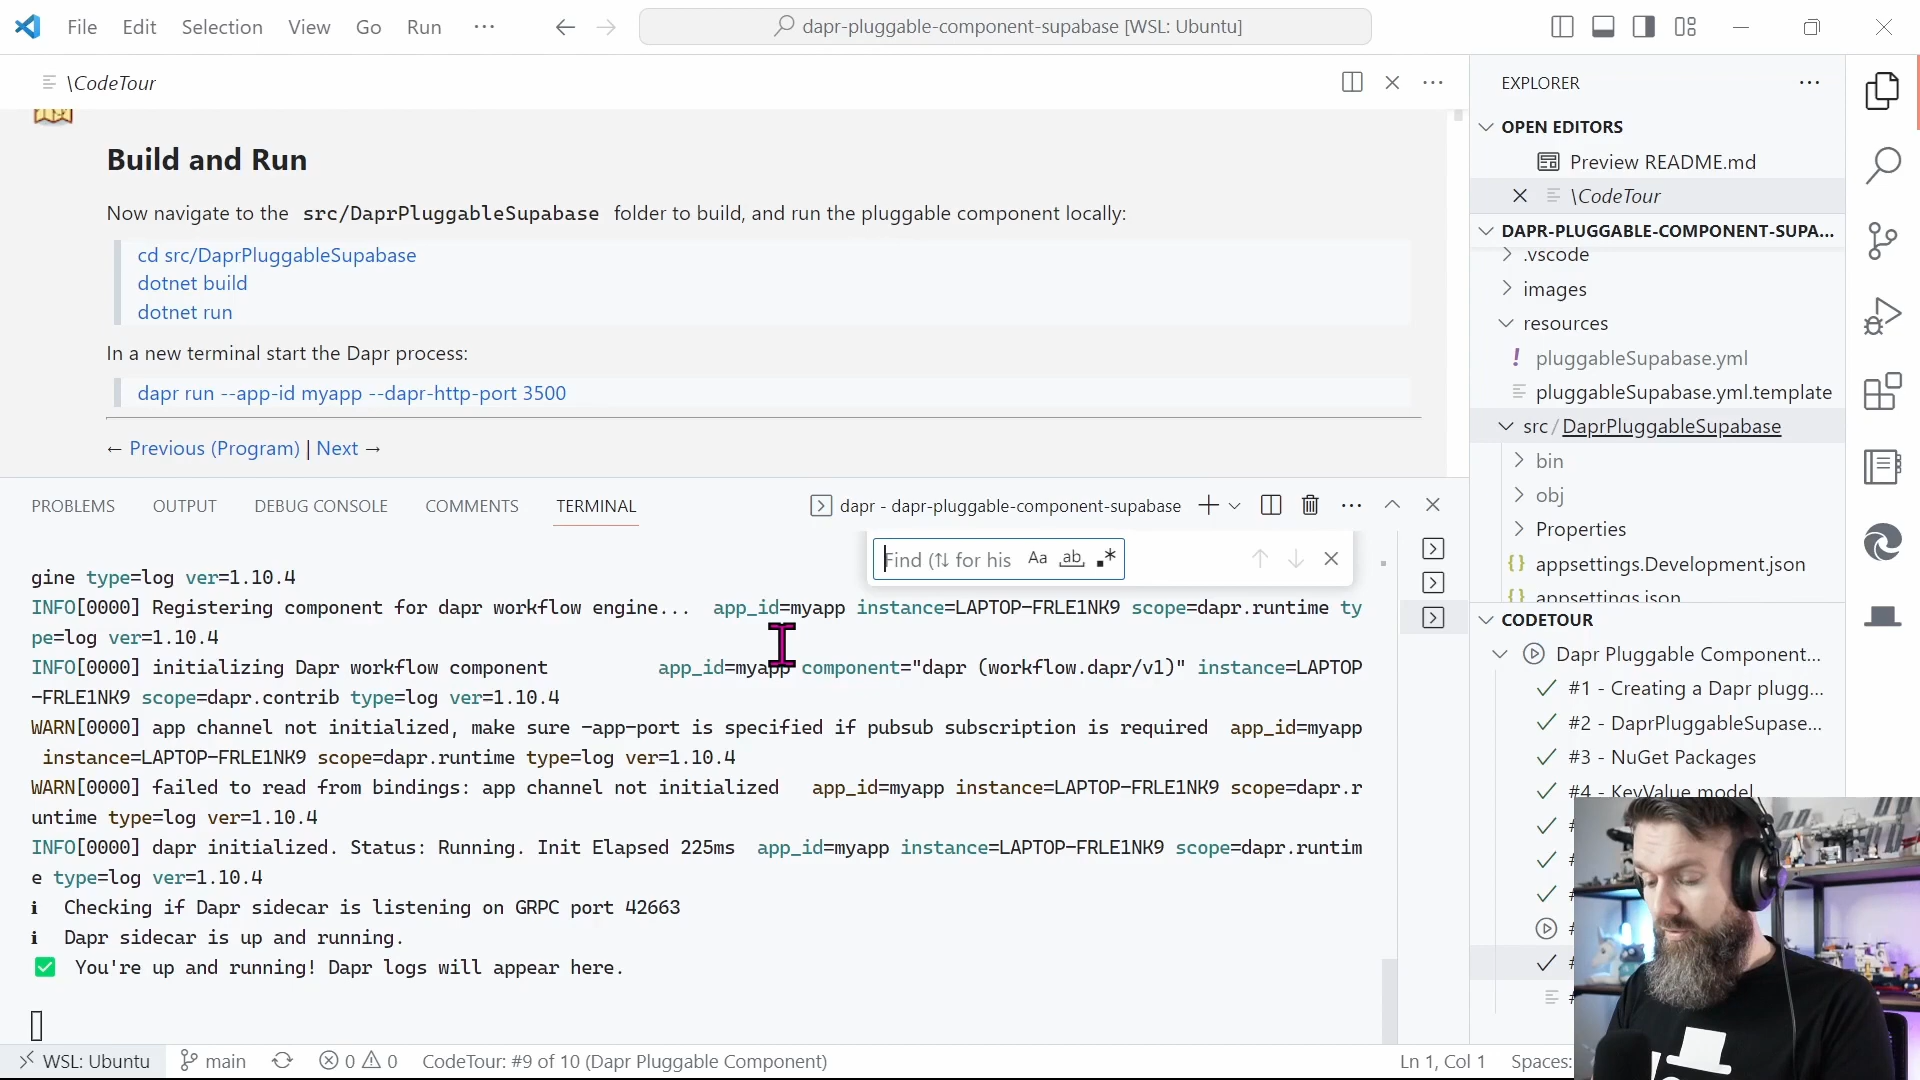 File Edit Selection View Go Run ···
dapr-pluggable-component-supabase [WSL: Ubuntu]
\CodeTour
Build and Run
Now navigate to the src/DaprPluggableSupabase folder to build, and run the pluggable component locally:
cd src/DaprPluggableSupabase
dotnet build
dotnet run
In a new terminal start the Dapr process:
dapr run --app-id myapp --dapr-http-port 3500
← Previous (Program) | Next →
PROBLEMS OUTPUT DEBUG CONSOLE COMMENTS TERMINAL
dapr - dapr-pluggable-component-supabase
Find (⇅ for his Aa ab .*
gine type=log ver=1.10.4
INFO[0000] Registering component for dapr workflow engine... app_id=myapp instance=LAPTOP-FRLE1NK9 scope=dapr.runtime ty
pe=log ver=1.10.4
INFO[0000] initializing Dapr workflow component app_id=myapp component="dapr (workflow.dapr/v1)" instance=LAPTOP
-FRLE1NK9 scope=dapr.contrib type=log ver=1.10.4
WARN[0000] app channel not initialized, make sure -app-port is specified if pubsub subscription is required app_id=myapp
instance=LAPTOP-FRLE1NK9 scope=dapr.runtime type=log ver=1.10.4
WARN[0000] failed to read from bindings: app channel not initialized app_id=myapp instance=LAPTOP-FRLE1NK9 scope=dapr.r
untime type=log ver=1.10.4
INFO[0000] dapr initialized. Status: Running. Init Elapsed 225ms app_id=myapp instance=LAPTOP-FRLE1NK9 scope=dapr.runtim
e type=log ver=1.10.4
ℹ Checking if Dapr sidecar is listening on GRPC port 42663
ℹ Dapr sidecar is up and running.
✅ You're up and running! Dapr logs will appear here.
EXPLORER
OPEN EDITORS
Preview README.md
\CodeTour
DAPR-PLUGGABLE-COMPONENT-SUPA...
.vscode
images
resources
! pluggableSupabase.yml
pluggableSupabase.yml.template
src / DaprPluggableSupabase
bin
obj
Properties
{} appsettings.Development.json
{} appsettings.json
CODETOUR
Dapr Pluggable Component...
#1 - Creating a Dapr plugg...
#2 - DaprPluggableSupase...
#3 - NuGet Packages
#4 - KeyValue model
WSL: Ubuntu main 0 0 CodeTour: #9 of 10 (Dapr Pluggable Component) Ln 1, Col 1 Spaces: